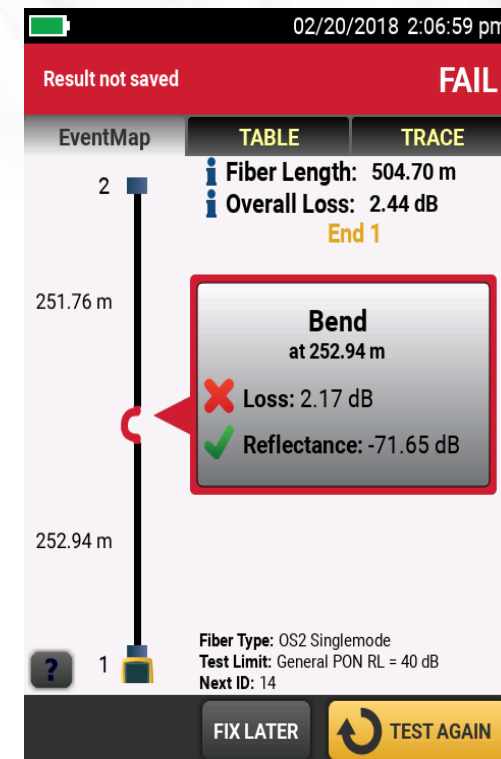 02/20/2018 2:06:59 pm
Result not saved
FAIL
EventMap
TABLE
TRACE
2
Fiber Length: 504.70 m
Overall Loss: 2.44 dB
End 1
251.76 m
Bend
at 252.94 m
Loss: 2.17 dB
Reflectance: -71.65 dB
252.94 m
Fiber Type: OS2 Singlemode
Test Limit: General PON RL = 40 dB
Next ID: 14
?
1
FIX LATER
TEST AGAIN